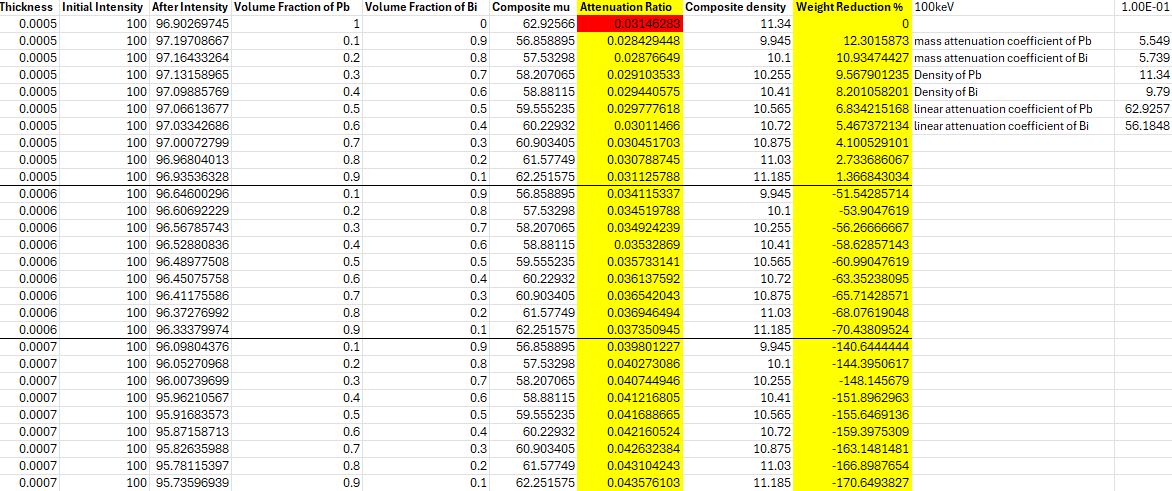 Thickness Initial Intensity After Intensity Volume Fraction of Pb Volume Fraction of Bi Composite mu Attenuation Ratio Composite density Weight Reduction % 100keV 1.00E-01
0.0005 100 96.90269745 1 0 62.92566 0.03146283 11.34 0
0.0005 100 97.19708667 0.1 0.9 56.858895 0.028429448 9.945 12.3015873 mass attenuation coefficient of Pb 5.549
0.0005 100 97.16433264 0.2 0.8 57.53298 0.02876649 10.1 10.93474427 mass attenuation coefficient of Bi 5.739
0.0005 100 97.13158965 0.3 0.7 58.207065 0.029103533 10.255 9.567901235 Density of Pb 11.34
0.0005 100 97.09885769 0.4 0.6 58.88115 0.029440575 10.41 8.201058201 Density of Bi 9.79
0.0005 100 97.06613677 0.5 0.5 59.555235 0.029777618 10.565 6.834215168 linear attenuation coefficient of Pb 62.9257
0.0005 100 97.03342686 0.6 0.4 60.22932 0.03011466 10.72 5.467372134 linear attenuation coefficient of Bi 56.1848
0.0005 100 97.00072799 0.7 0.3 60.903405 0.030451703 10.875 4.100529101
0.0005 100 96.96804013 0.8 0.2 61.57749 0.030788745 11.03 2.733686067
0.0005 100 96.93536328 0.9 0.1 62.251575 0.031125788 11.185 1.366843034
0.0006 100 96.64600296 0.1 0.9 56.858895 0.034115337 9.945 -51.54285714
0.0006 100 96.60692229 0.2 0.8 57.53298 0.034519788 10.1 -53.9047619
0.0006 100 96.56785743 0.3 0.7 58.207065 0.034924239 10.255 -56.26666667
0.0006 100 96.52880836 0.4 0.6 58.88115 0.03532869 10.41 -58.62857143
0.0006 100 96.48977508 0.5 0.5 59.555235 0.035733141 10.565 -60.99047619
0.0006 100 96.45075758 0.6 0.4 60.22932 0.036137592 10.72 -63.35238095
0.0006 100 96.41175586 0.7 0.3 60.903405 0.036542043 10.875 -65.71428571
0.0006 100 96.37276992 0.8 0.2 61.57749 0.036946494 11.03 -68.07619048
0.0006 100 96.33379974 0.9 0.1 62.251575 0.037350945 11.185 -70.43809524
0.0007 100 96.09804376 0.1 0.9 56.858895 0.039801227 9.945 -140.6444444
0.0007 100 96.05270968 0.2 0.8 57.53298 0.040273086 10.1 -144.3950617
0.0007 100 96.00739699 0.3 0.7 58.207065 0.040744946 10.255 -148.145679
0.0007 100 95.96210567 0.4 0.6 58.88115 0.041216805 10.41 -151.8962963
0.0007 100 95.91683573 0.5 0.5 59.555235 0.041688665 10.565 -155.6469136
0.0007 100 95.87158713 0.6 0.4 60.22932 0.042160524 10.72 -159.3975309
0.0007 100 95.82635988 0.7 0.3 60.903405 0.042632384 10.875 -163.1481481
0.0007 100 95.78115397 0.8 0.2 61.57749 0.043104243 11.03 -166.8987654
0.0007 100 95.73596939 0.9 0.1 62.251575 0.043576103 11.185 -170.6493827